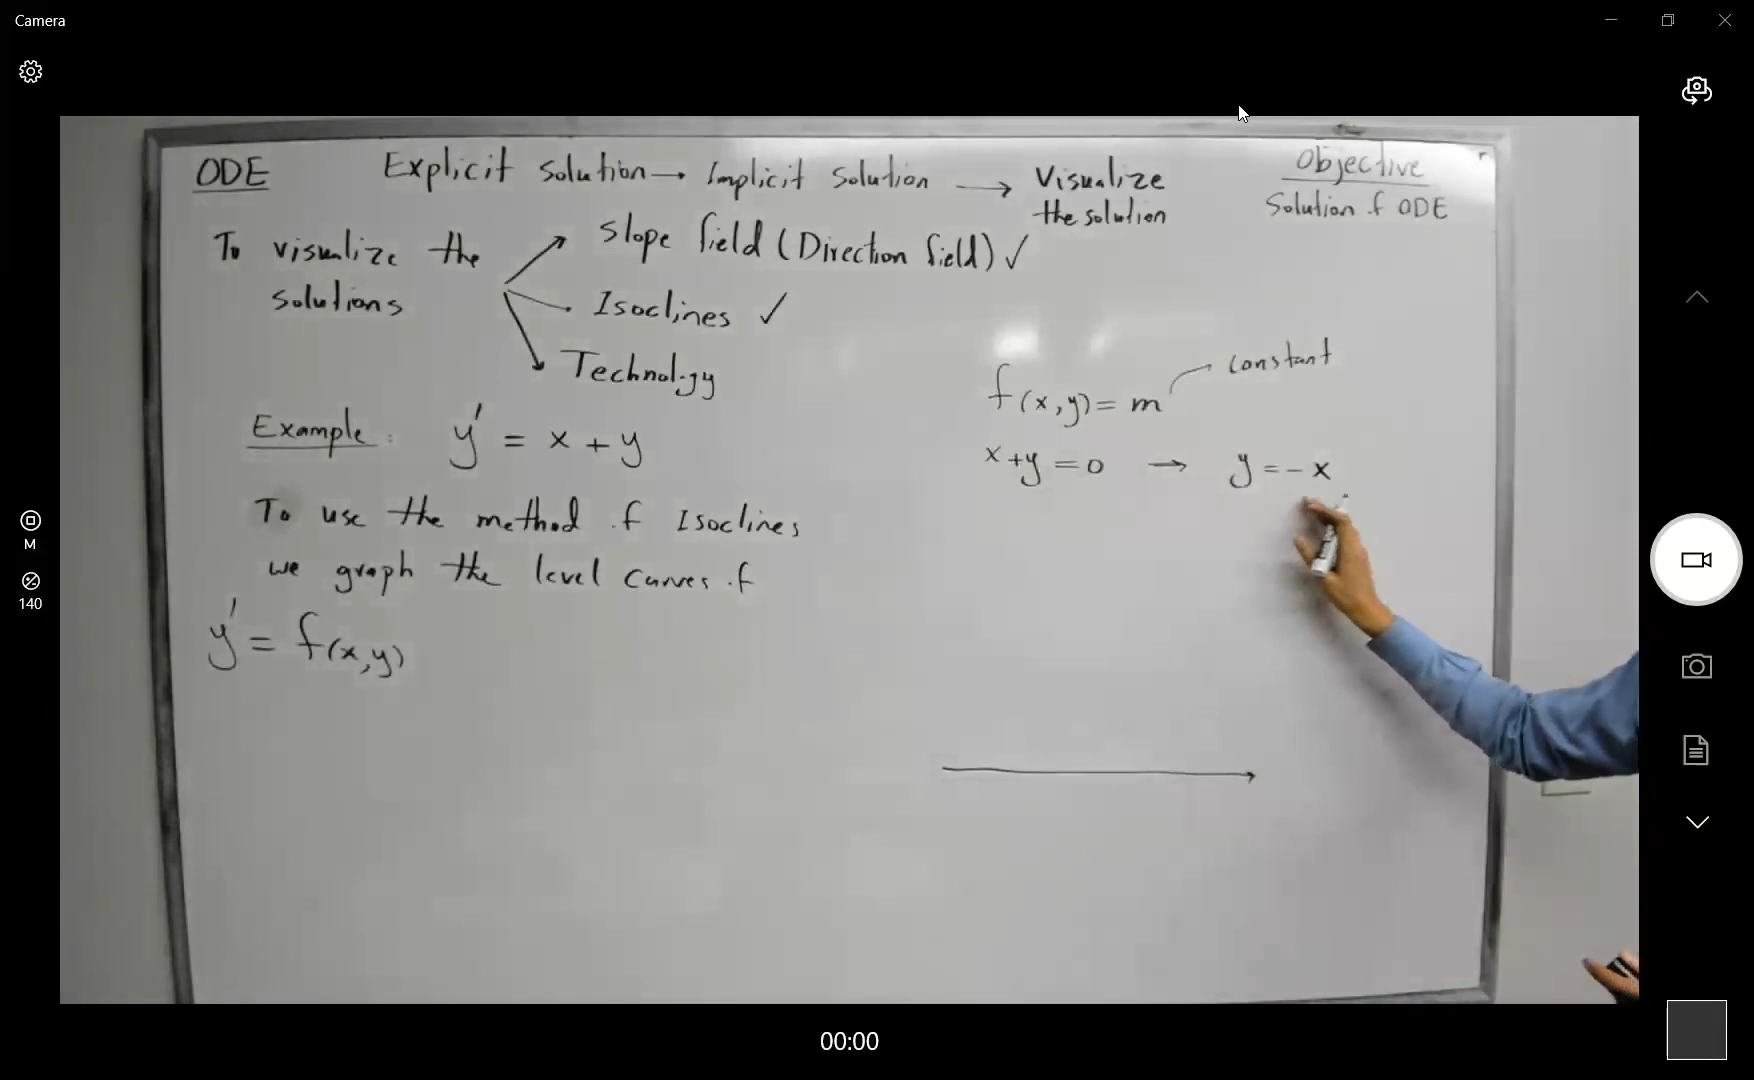 Camera
ODE
Explicit solution → Implicit solution → Visualize the solution
Objective
Solution of ODE
To visualize the solutions
Slope field (Direction field) ✓
Isoclines ✓
Technology
f(x,y) = m
constant
Example: y' = x + y
x + y = 0 → y = - x
To use the method of Isoclines
we graph the level curves of
y' = f(x,y)
M
140
00:00